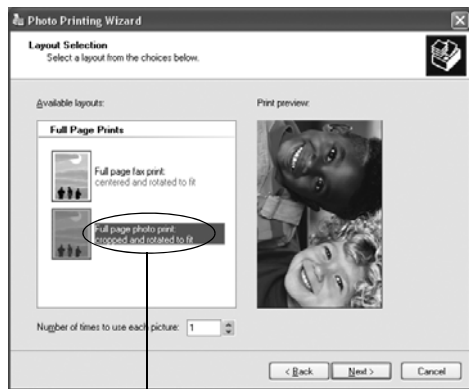 Photo Printing Wizard
Layout Selection
Select a layout from the choices below.
Available layouts:
Print preview:
Full Page Prints
Full page fax print:
centered and rotated to fit
Full page photo print:
cropped and rotated to fit
Number of times to use each picture: 1
< Back
Next >
Cancel